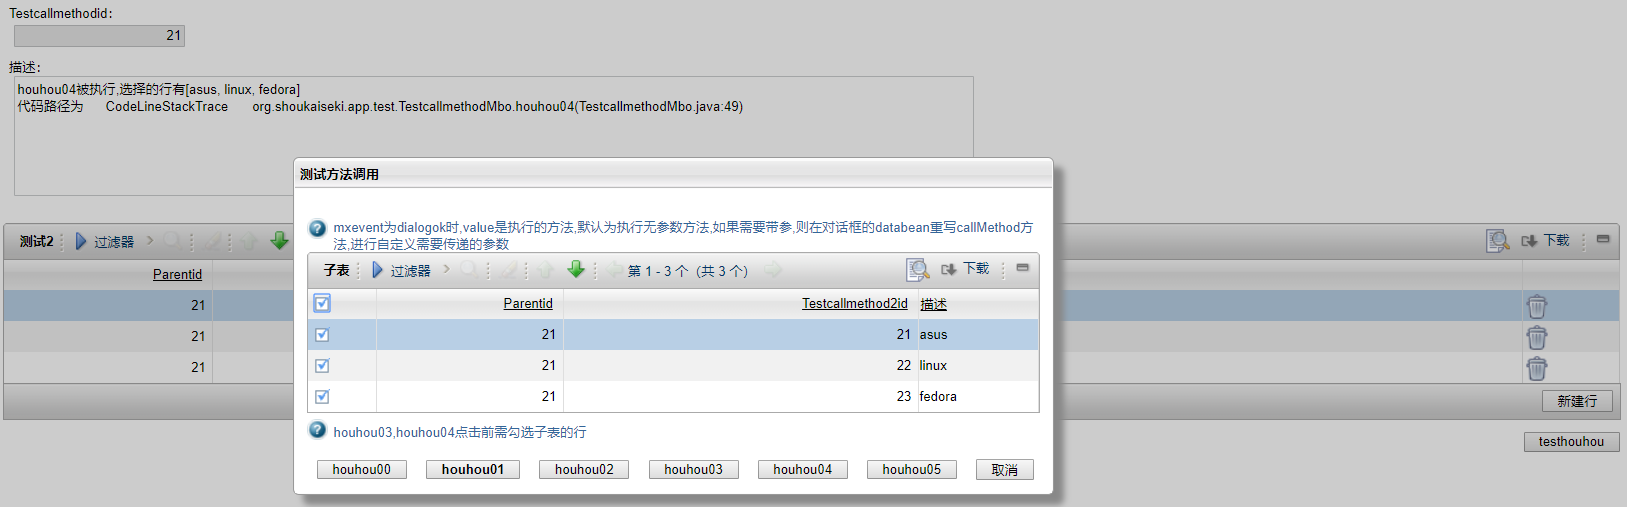 Testcallmethodid:
21
描述:
houhou04被执行,选择的行有[asus, linux, fedora]
代码路径为 CodeLineStackTrace org.shoukaiseki.app.test.TestcallmethodMbo.houhou04(TestcallmethodMbo.java:49)
测试2 过滤器 下载
Parentid
21
21
21
新建行
testhouhou
测试方法调用
mxevent为dialogok时,value是执行的方法,默认为执行无参数方法,如果需要带参,则在对话框的databean重写callMethod方
法,进行自定义需要传递的参数
子表 过滤器 第 1 - 3 个 (共 3 个) 下载
Parentid Testcallmethod2id 描述
21 21 asus
21 22 linux
21 23 fedora
houhou03,houhou04点击前需勾选子表的行
houhou00 houhou01 houhou02 houhou03 houhou04 houhou05 取消